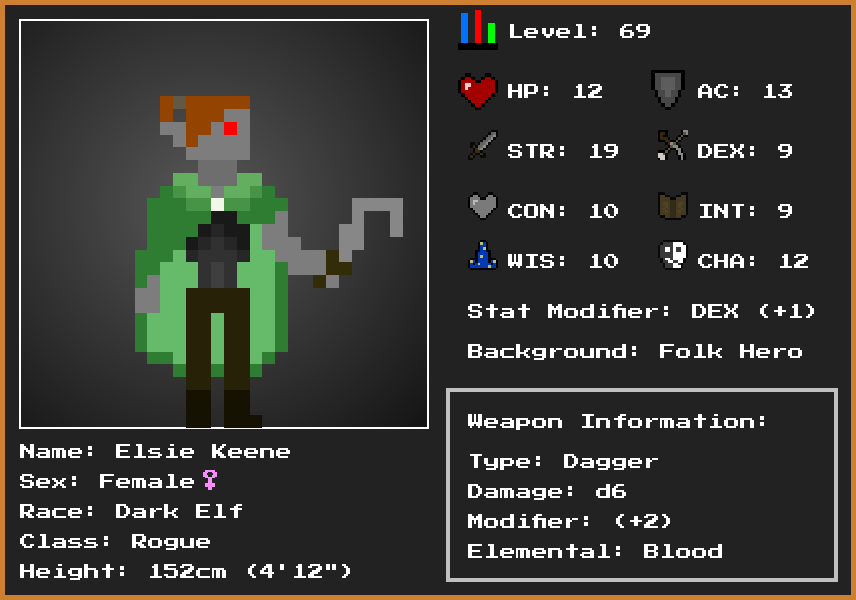 Level: 69
HP: 12 AC: 13
STR: 19 DEX: 9
CON: 10 INT: 9
WIS: 10 CHA: 12
Stat Modifier: DEX (+1)
Background: Folk Hero
Weapon Information:
Type: Dagger
Damage: d6
Modifier: (+2)
Elemental: Blood
Name: Elsie Keene
Sex: Female♀
Race: Dark Elf
Class: Rogue
Height: 152cm (4'12")